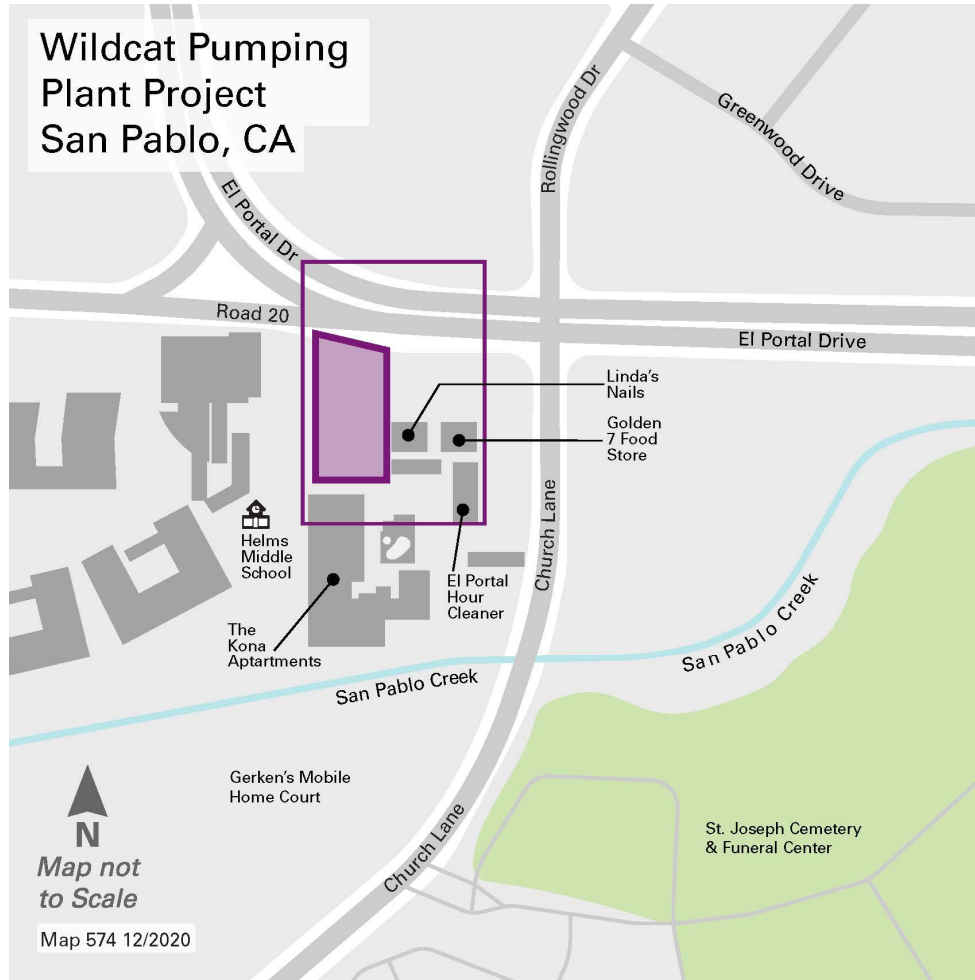 Wildcat Pumping
Plant Project
San Pablo, CA
Rollingwood Dr
Greenwood Drive
El Portal Dr
Road 20
El Portal Drive
Linda's
Nails
Golden
7 Food
Store
Church Lane
Helms
Middle
School
El Portal
Hour
Cleaner
The
Kona
Aptartments
San Pablo Creek
San Pablo Creek
Gerken's Mobile
Home Court
Church Lane
St. Joseph Cemetery
& Funeral Center
N
Map not
to Scale
Map 574 12/2020